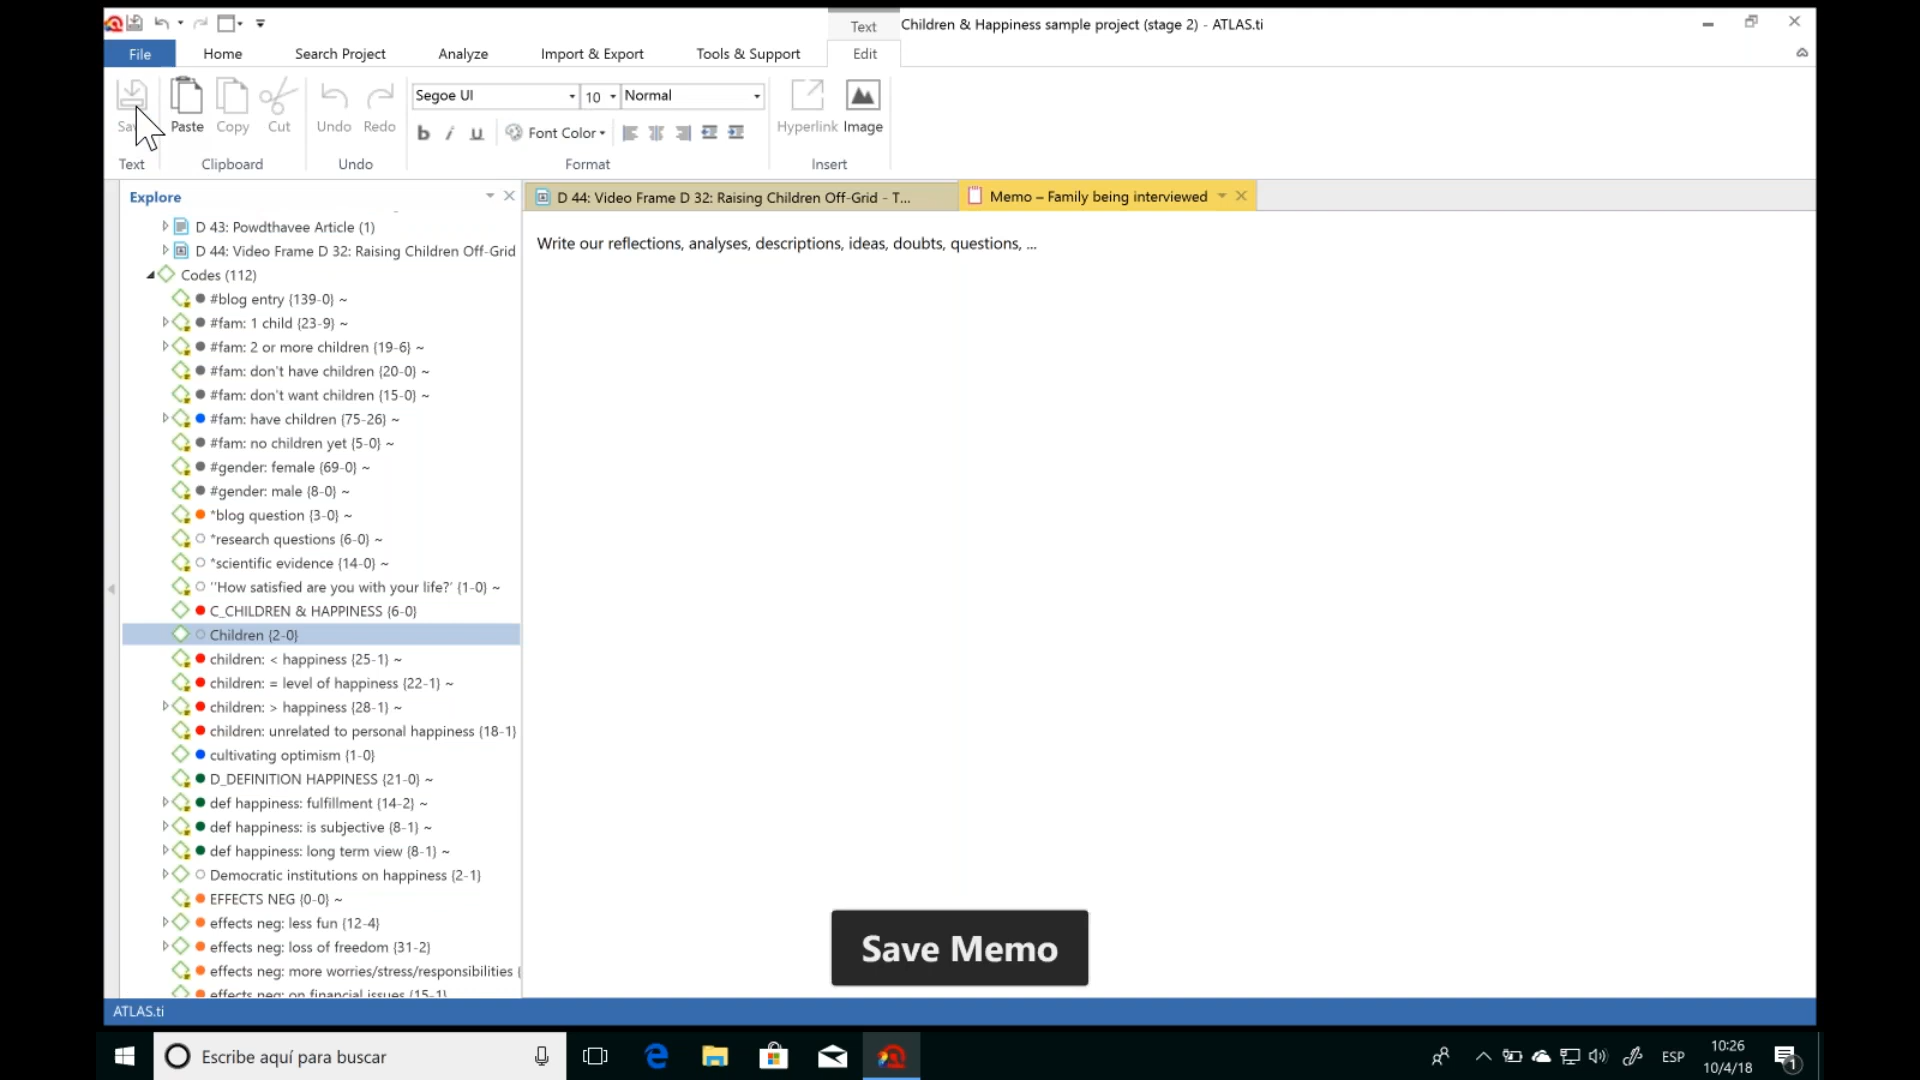 Text
Children & Happiness sample project (stage 2) - ATLAS.ti
File
Home
Search Project
Analyze
Import & Export
Tools & Support
Edit
Paste
Copy
Cut
Undo
Redo
Segoe UI
10
Normal
b i u
Font Color
Hyperlink
Image
Text
Clipboard
Undo
Format
Insert
Explore
D 44: Video Frame D 32: Raising Children Off-Grid - T...
Memo – Family being interviewed
D 43: Powdthavee Article (1)
D 44: Video Frame D 32: Raising Children Off-Grid
Codes (112)
#blog entry {139-0} ~
#fam: 1 child {23-9} ~
#fam: 2 or more children {19-6} ~
#fam: don't have children {20-0} ~
#fam: don't want children {15-0} ~
#fam: have children {75-26} ~
#fam: no children yet {5-0} ~
#gender: female {69-0} ~
#gender: male {8-0} ~
*blog question {3-0} ~
*research questions {6-0} ~
*scientific evidence {14-0} ~
''How satisfied are you with your life?' {1-0} ~
C_CHILDREN & HAPPINESS {6-0}
Children {2-0}
children: < happiness {25-1} ~
children: = level of happiness {22-1} ~
children: > happiness {28-1} ~
children: unrelated to personal happiness {18-1}
cultivating optimism {1-0}
D_DEFINITION HAPPINESS {21-0} ~
def happiness: fulfillment {14-2} ~
def happiness: is subjective {8-1} ~
def happiness: long term view {8-1} ~
Democratic institutions on happiness {2-1}
EFFECTS NEG {0-0} ~
effects neg: less fun {12-4}
effects neg: loss of freedom {31-2}
effects neg: more worries/stress/responsibilities {
effects neg: on financial issues {15-1}
Write our reflections, analyses, descriptions, ideas, doubts, questions, ...
Save Memo
ATLAS.ti
Escribe aquí para buscar
ESP
10:26
10/4/18
1